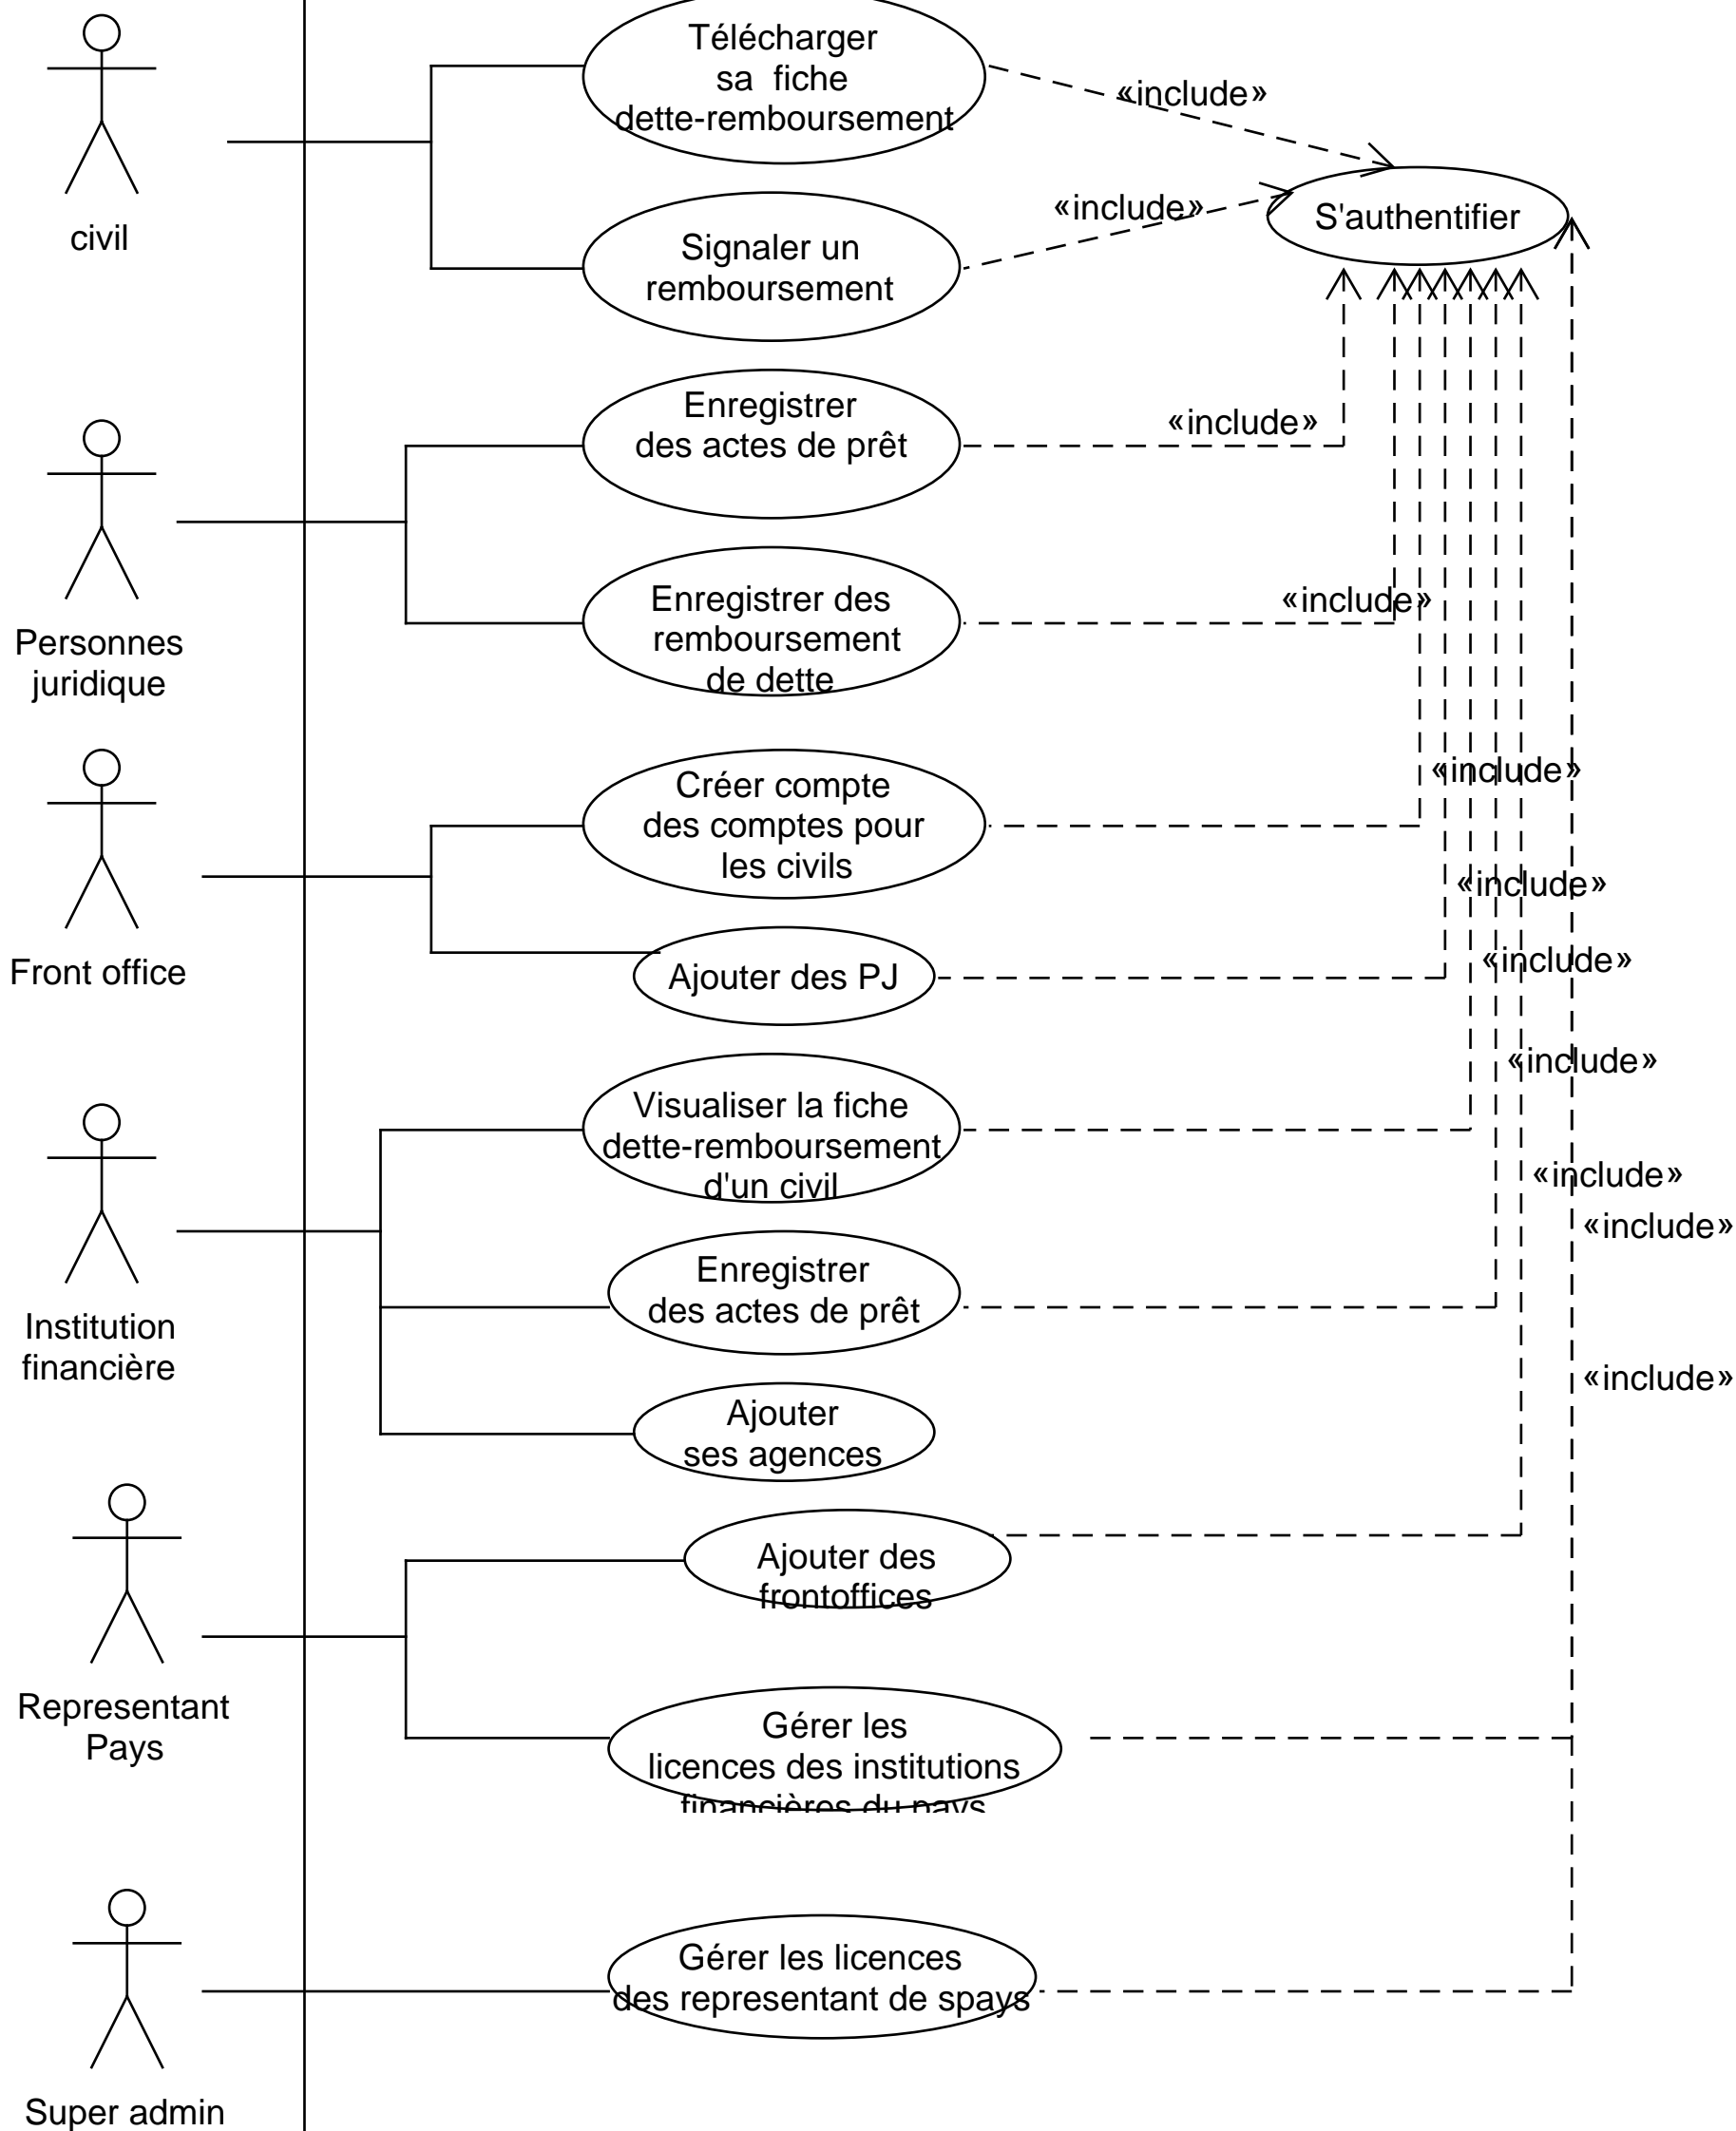 Télécharger
sa fiche
dette-remboursement
«include»
civil
Signaler un
remboursement
«include»
S'authentifier
Enregistrer
des actes de prêt
«include»
Personnes
juridique
Enregistrer des
remboursement
de dette
«include»
Front office
Créer compte
des comptes pour
les civils
«include»
«include»
Ajouter des PJ
«include»
Institution
financière
Visualiser la fiche
dette-remboursement
d'un civil
«include»
«include»
«include»
Enregistrer
des actes de prêt
«include»
Ajouter
ses agences
Representant
Pays
Ajouter des
frontoffices
Gérer les
licences des institutions
financières du pays
Super admin
Gérer les licences
des representant de spays